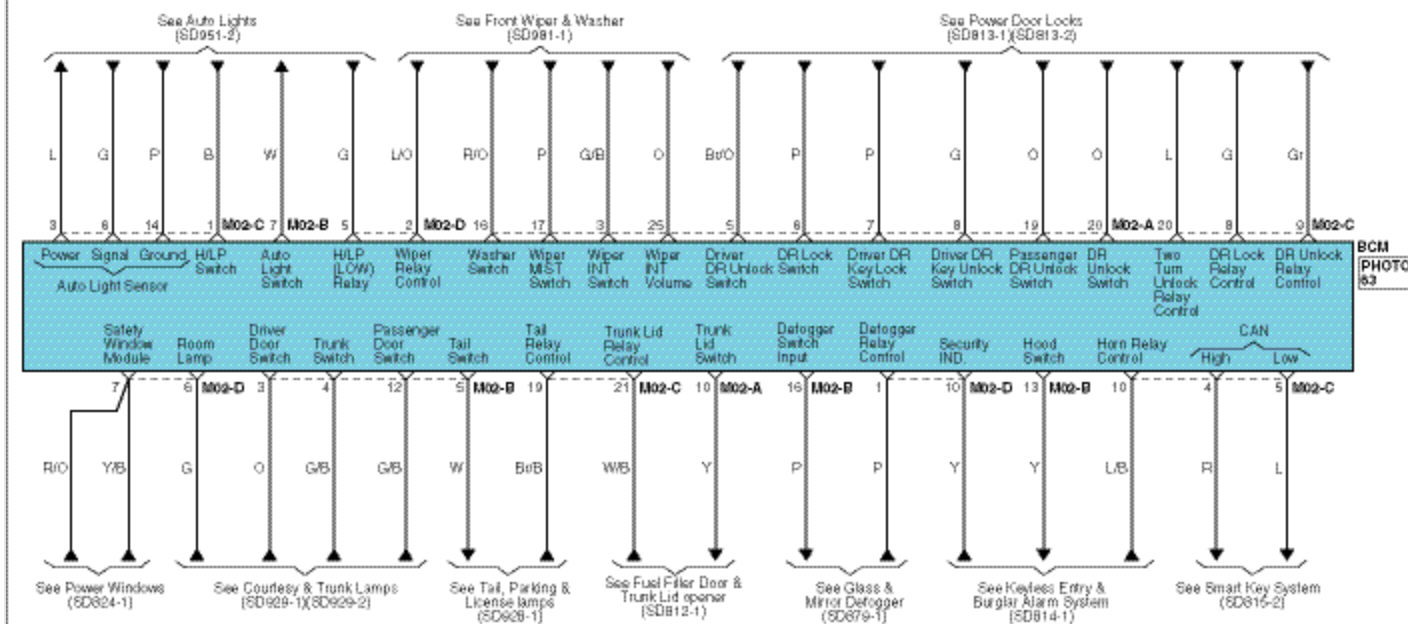 See Auto Lights
(SD951-2)
See Front Wiper & Washer
(SD981-1)
See Power Door Locks
(SD813-1)(SD813-2)
L G P B W G L/O R/O P G/B O Br/O P P G O O L G Gr
3 6 14 1 M02-C 7 M02-B 5 2 M02-D 16 17 3 25 5 6 7 8 19 20 M02-A 20 8 9 M02-C
BCM
PHOTO
63
Power Signal Ground
Auto Light Sensor
H/LP
Switch
Auto
Light
Switch
H/LP
(LOW)
Relay
Wiper
Relay
Control
Washer
Switch
Wiper
MIST
Switch
Wiper
INT
Switch
Wiper
INT
Volume
Driver
DR Unlock
Switch
DR Lock
Switch
Driver DR
Key Lock
Switch
Driver DR
Key Unlock
Switch
Passenger
DR Unlock
Switch
DR
Unlock
Switch
Two
Turn
Unlock
Relay
Control
DR Lock
Relay
Control
DR Unlock
Relay
Control
Safety
Window
Module
Room
Lamp
Driver
Door
Switch
Trunk
Switch
Passenger
Door
Switch
Tail
Switch
Tail
Relay
Control
Trunk Lid
Relay
Control
Trunk
Lid
Switch
Defogger
Switch
Input
Defogger
Relay
Control
Security
IND.
Hood
Switch
Horn Relay
Control
CAN
High Low
7 6 M02-D 3 4 12 5 M02-B 19 21 M02-C 10 M02-A 16 M02-B 1 10 M02-D 13 M02-B 10 4 5 M02-C
R/O Y/B G O G/B G/B W Br/B W/B Y P P Y Y L/B R L
See Power Windows
(SD824-1)
See Courtesy & Trunk Lamps
(SD929-1)(SD929-2)
See Tail, Parking &
License lamps
(SD928-1)
See Fuel Filler Door &
Trunk Lid opener
(SD812-1)
See Glass &
Mirror Defogger
(SD879-1)
See Keyless Entry &
Burglar Alarm System
(SD814-1)
See Smart Key System
(SD815-2)